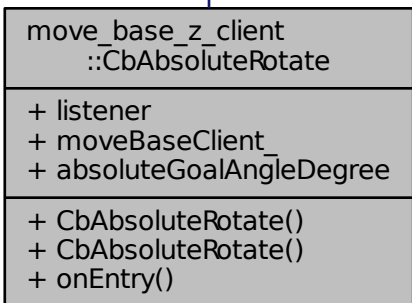 move_base_z_client
::CbAbsoluteRotate
+ listener
+ moveBaseClient_
+ absoluteGoalAngleDegree
+ CbAbsoluteRotate()
+ CbAbsoluteRotate()
+ onEntry()